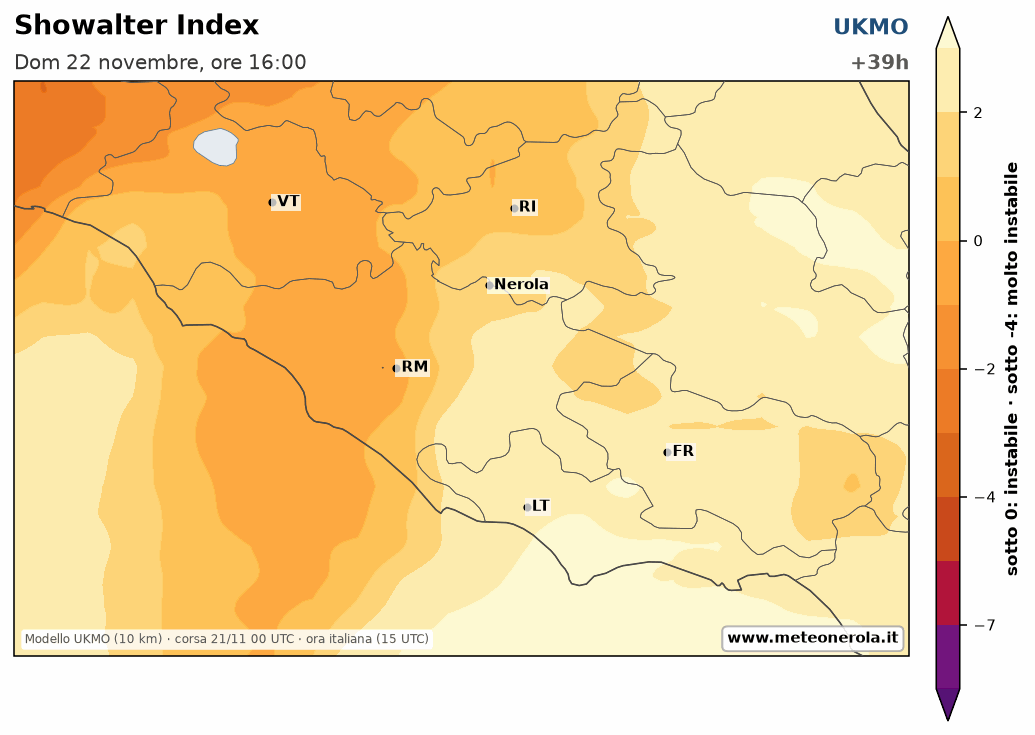 Showalter Index
UKMO
Dom 22 novembre, ore 16:00
+39h
VT
RI
Nerola
RM
FR
LT
Modello UKMO (10 km) · corsa 21/11 00 UTC · ora italiana (15 UTC)
www.meteonerola.it
2
0
−2
−4
−7
sotto 0: instabile · sotto -4: molto instabile